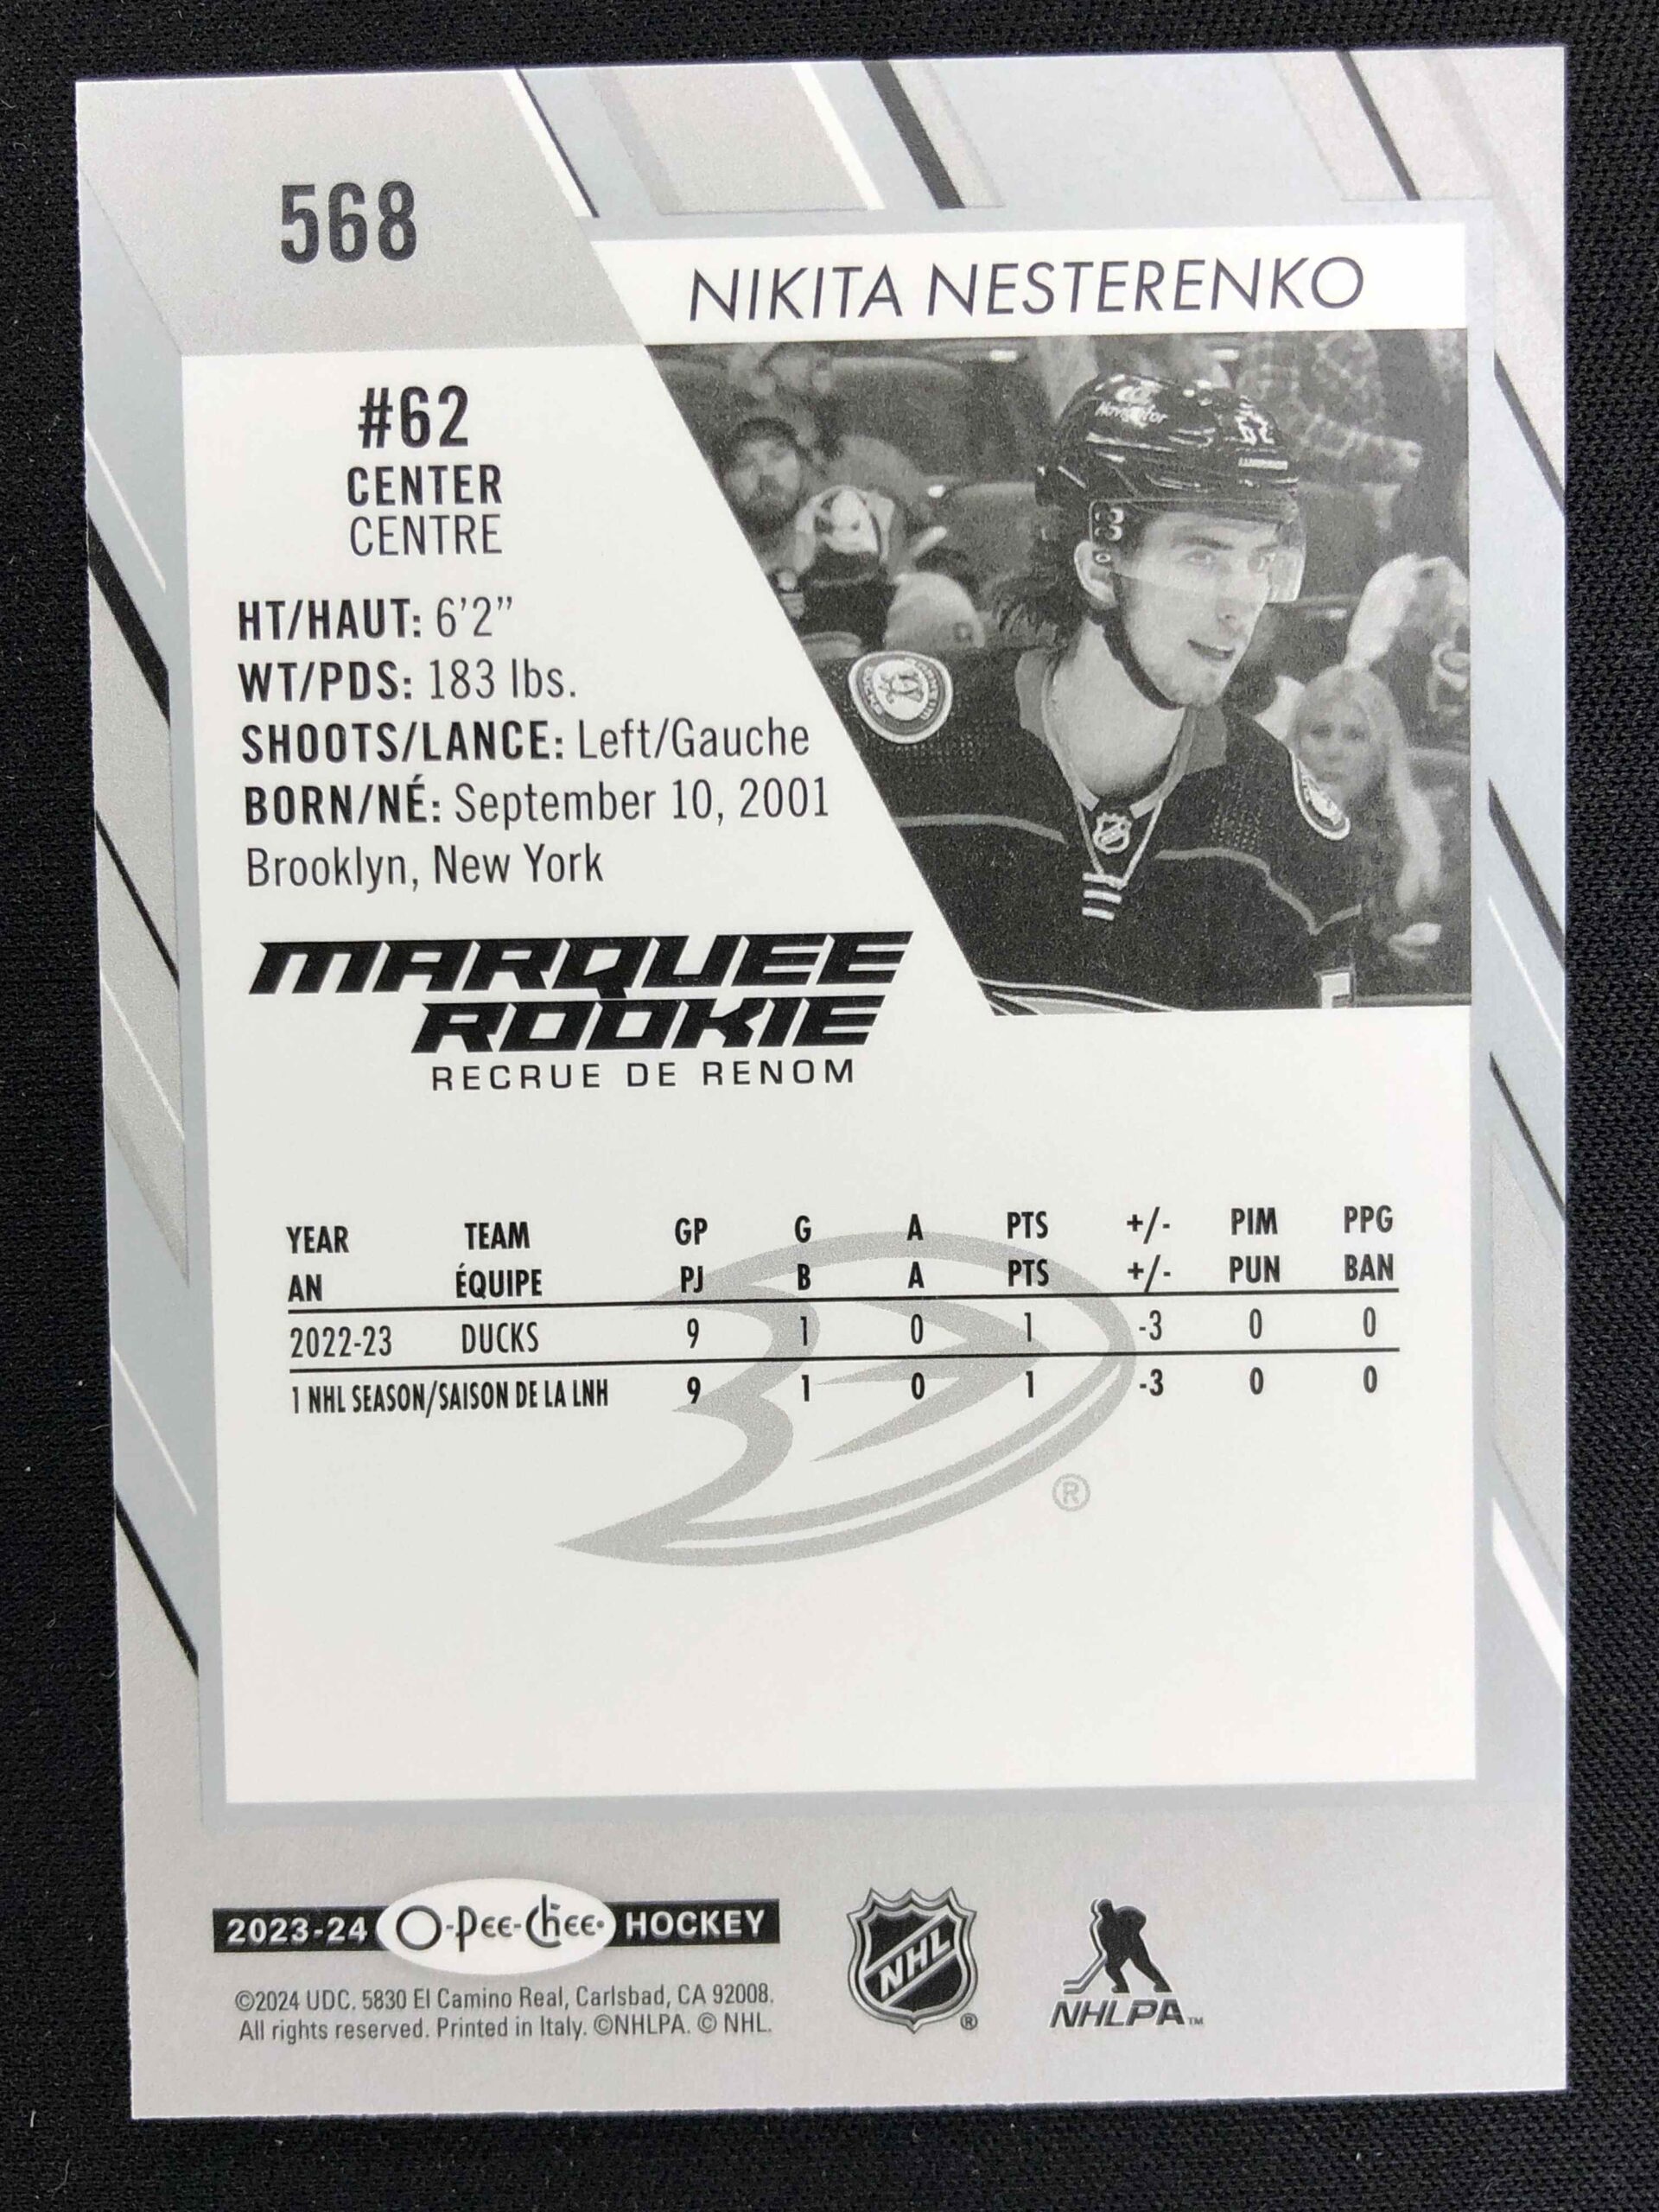 568
NIKITA NESTERENKO
#62
CENTER
CENTRE
HT/HAUT: 6'2”
WT/PDS: 183 lbs.
SHOOTS/LANCE: Left/Gauche
BORN/NÉ: September 10, 2001
Brooklyn, New York
MARQUEE
ROOKIE
RECRUE DE RENOM
YEAR TEAM GP G A PTS +/- PIM PPG
AN ÉQUIPE PJ B A PTS +/- PUN BAN
2022-23 DUCKS 9 1 0 1 -3 0 0
1 NHL SEASON/SAISON DE LA LNH 9 1 0 1 -3 0 0
®
2023-24 O-Pee-Chee HOCKEY
©2024 UDC. 5830 El Camino Real, Carlsbad, CA 92008.
All rights reserved. Printed in Italy. ©NHLPA. © NHL.
NHL ®
NHLPA™
62